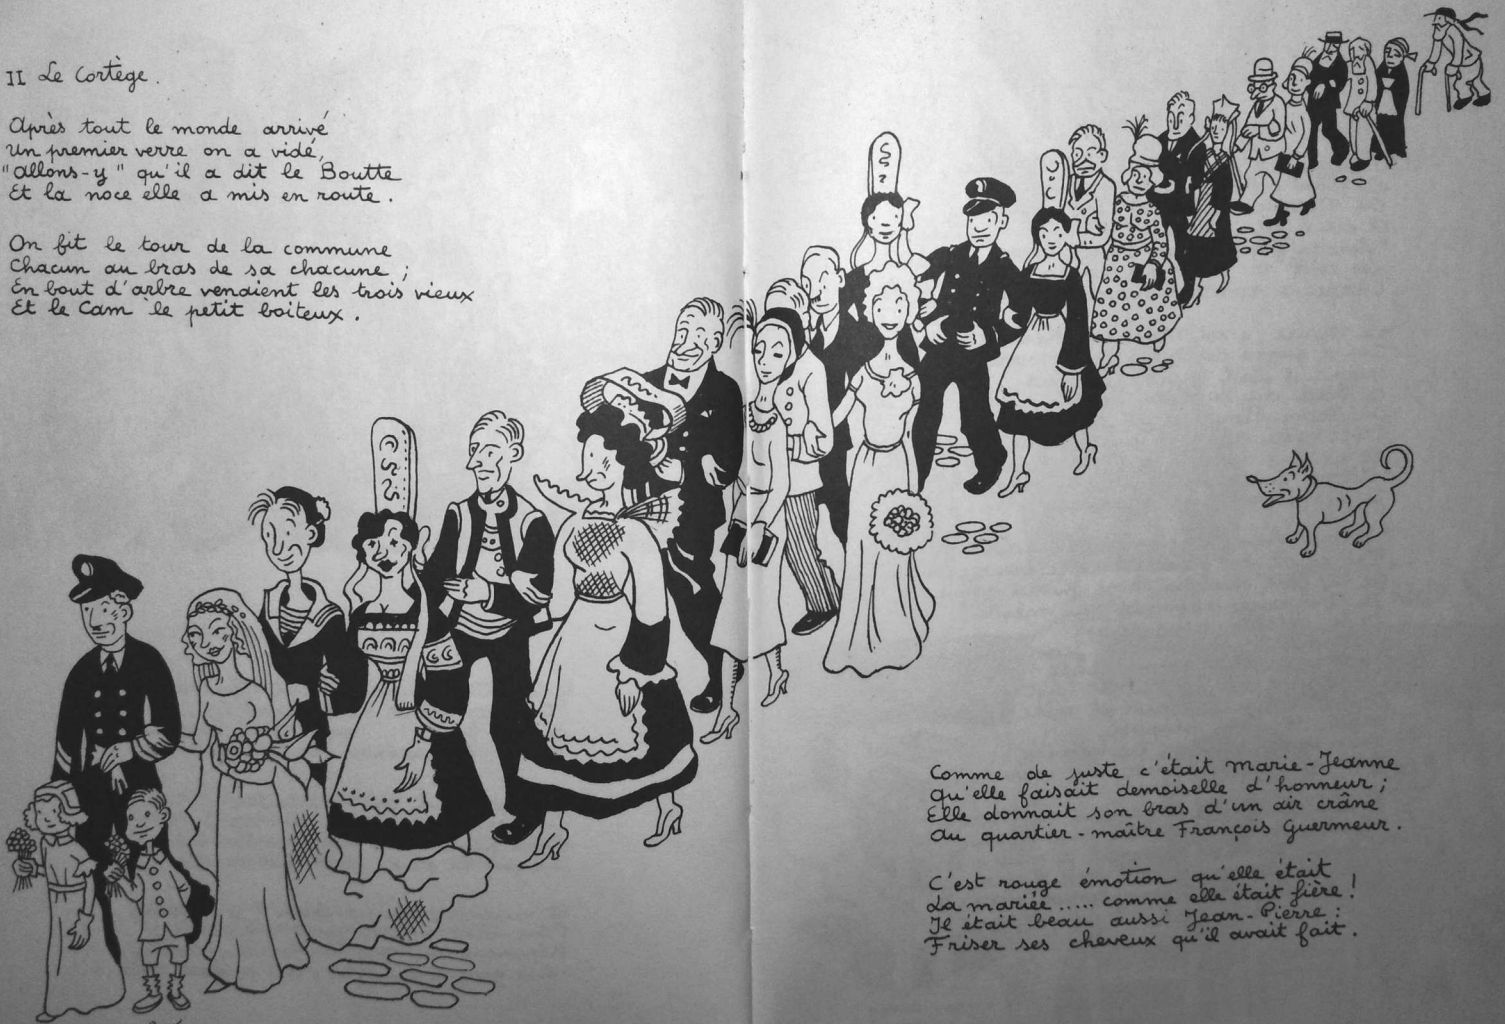 II Le Cortège.
Après tout le monde arrivé
Un premier verre on a vidé,
"Allons-y" qu'il a dit le Boutte
Et la noce elle a mis en route.
On fit le tour de la commune
Chacun au bras de sa chacune ;
En bout d'arbre venaient les trois vieux
Et le Cam' le petit boiteux.
Comme de juste c'était Marie-Jeanne
Qu'elle faisait demoiselle d'honneur ;
Elle donnait son bras d'un air crâne
Au quartier-maître François Guermeur.
C'est rouge émotion qu'elle était
La mariée ..... comme elle était fière !
Il était beau aussi Jean-Pierre :
Friser ses cheveux qu'il avait fait.